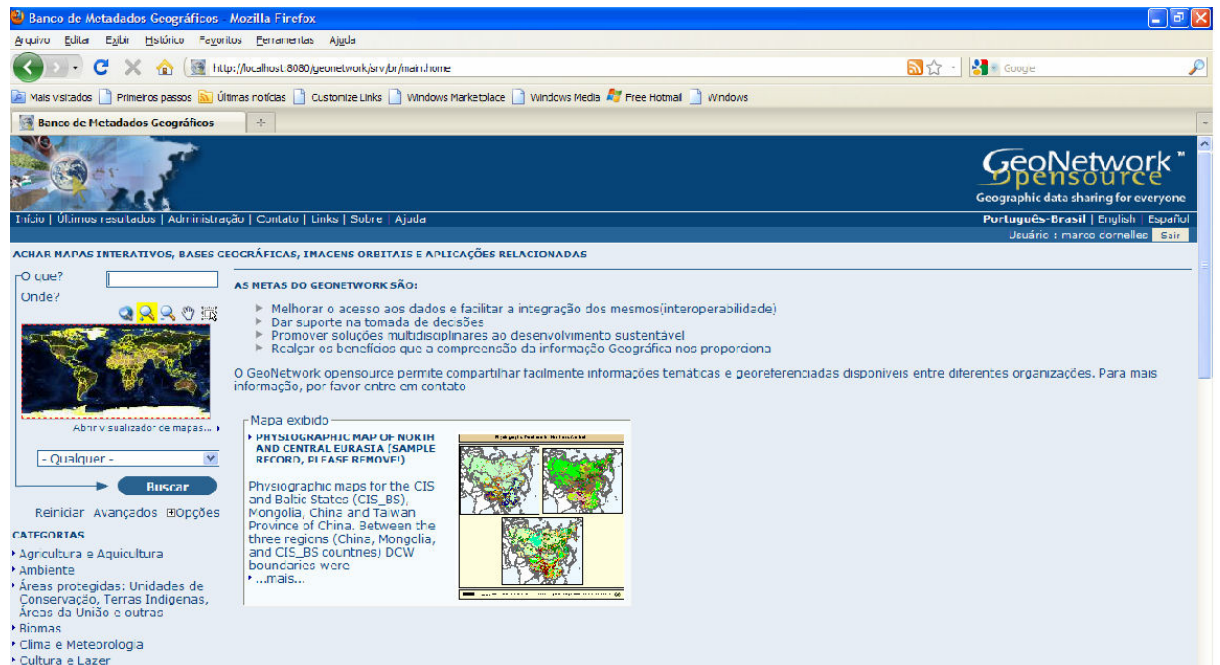 Banco de Metadados Geográficos - Mozilla Firefox
Arquivo Editar Exibir Histórico Favoritos Ferramentas Ajuda
http://localhost:8080/geonetwork/srv/br/main.home
Google
Mais visitados Primeiros passos Últimas notícias Customize Links Windows Marketplace Windows Media Free Hotmail Windows
Banco de Metadados Geográficos
GeoNetwork™
opensource
Geographic data sharing for everyone
Início | Últimos resultados | Administração | Contato | Links | Sobre | Ajuda
Português-Brasil | English | Español
Usuário : marco dornelles Sair
ACHAR MAPAS INTERATIVOS, BASES GEOGRÁFICAS, IMAGENS ORBITAIS E APLICAÇÕES RELACIONADAS
O que?
Onde?
Abrir visualizador de mapas...
- Qualquer -
Buscar
Reiniciar Avançados Opções
CATEGORIAS
Agricultura e Aquicultura
Ambiente
Áreas protegidas: Unidades de
Conservação, Terras Indígenas,
Áreas da União e outras
Biomas
Clima e Meteorologia
Cultura e Lazer
AS METAS DO GEONETWORK SÃO:
Melhorar o acesso aos dados e facilitar a integração dos mesmos(interoperabilidade)
Dar suporte na tomada de decisões
Promover soluções multidisciplinares ao desenvolvimento sustentável
Realçar os benefícios que a compreensão da informação Geográfica nos proporciona
O GeoNetwork opensource permite compartilhar facilmente informações temáticas e georeferenciadas disponíveis entre diferentes organizações. Para mais
informação, por favor entre em contato
Mapa exibido
PHYSIOGRAPHIC MAP OF NORTH
AND CENTRAL EURASIA (SAMPLE
RECORD, PLEASE REMOVE!)
Physiographic maps for the CIS
and Baltic States (CIS_BS),
Mongolia, China and Taiwan
Province of China. Between the
three regions (China, Mongolia,
and CIS_BS countries) DCW
boundaries were
...mais...